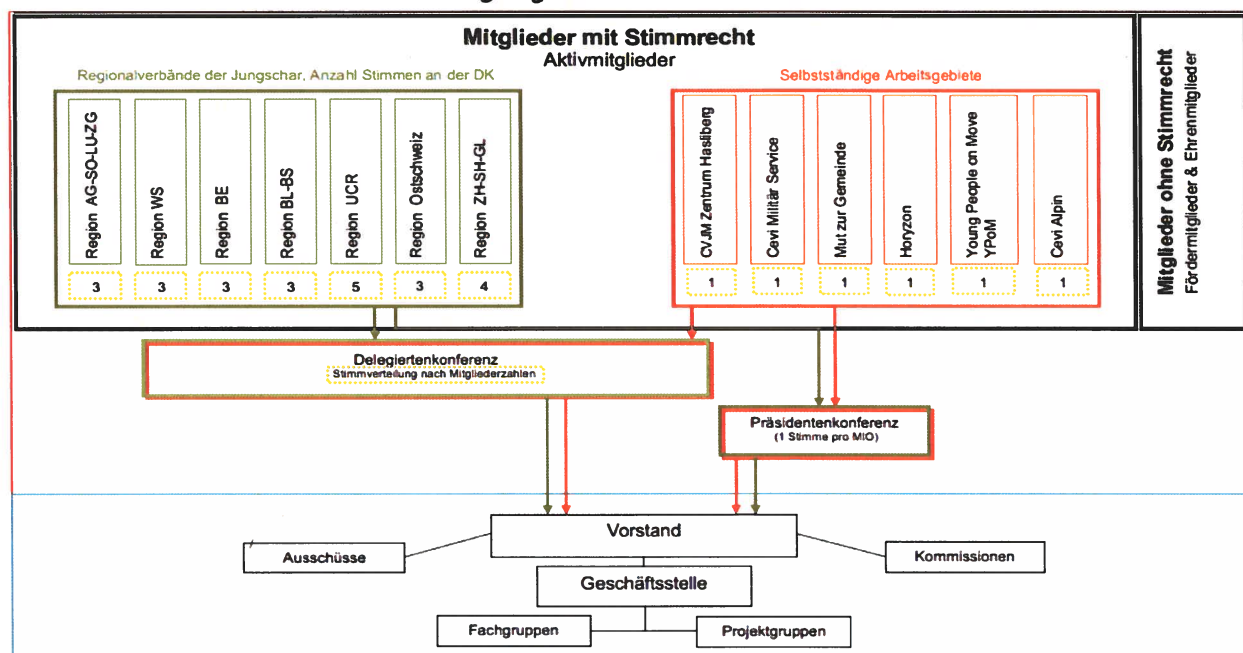 Mitglieder mit Stimmrecht
Aktivmitglieder
Regionalverbände der Jungschar, Anzahl Stimmen an der DK
Selbstständige Arbeitsgebiete
Region AG-SO-LU-ZG
Region WS
Region BE
Region BL-BS
Region UCR
Region Ostschweiz
Region ZH-SH-GL
3
3
3
3
5
3
4
CVJM Zentrum Hasliberg
Cevi Militär Service
Mut zur Gemeinde
Horyzon
Young People on Move
YPoM
Cevi Alpin
1
1
1
1
1
1
Mitglieder ohne Stimmrecht
Fördermitglieder & Ehrenmitglieder
Delegiertenkonferenz
Stimmverteilung nach Mitgliederzahlen
Präsidentenkonferenz
(1 Stimme pro MIO)
Vorstand
Ausschüsse
Kommissionen
Geschäftsstelle
Fachgruppen
Projektgruppen